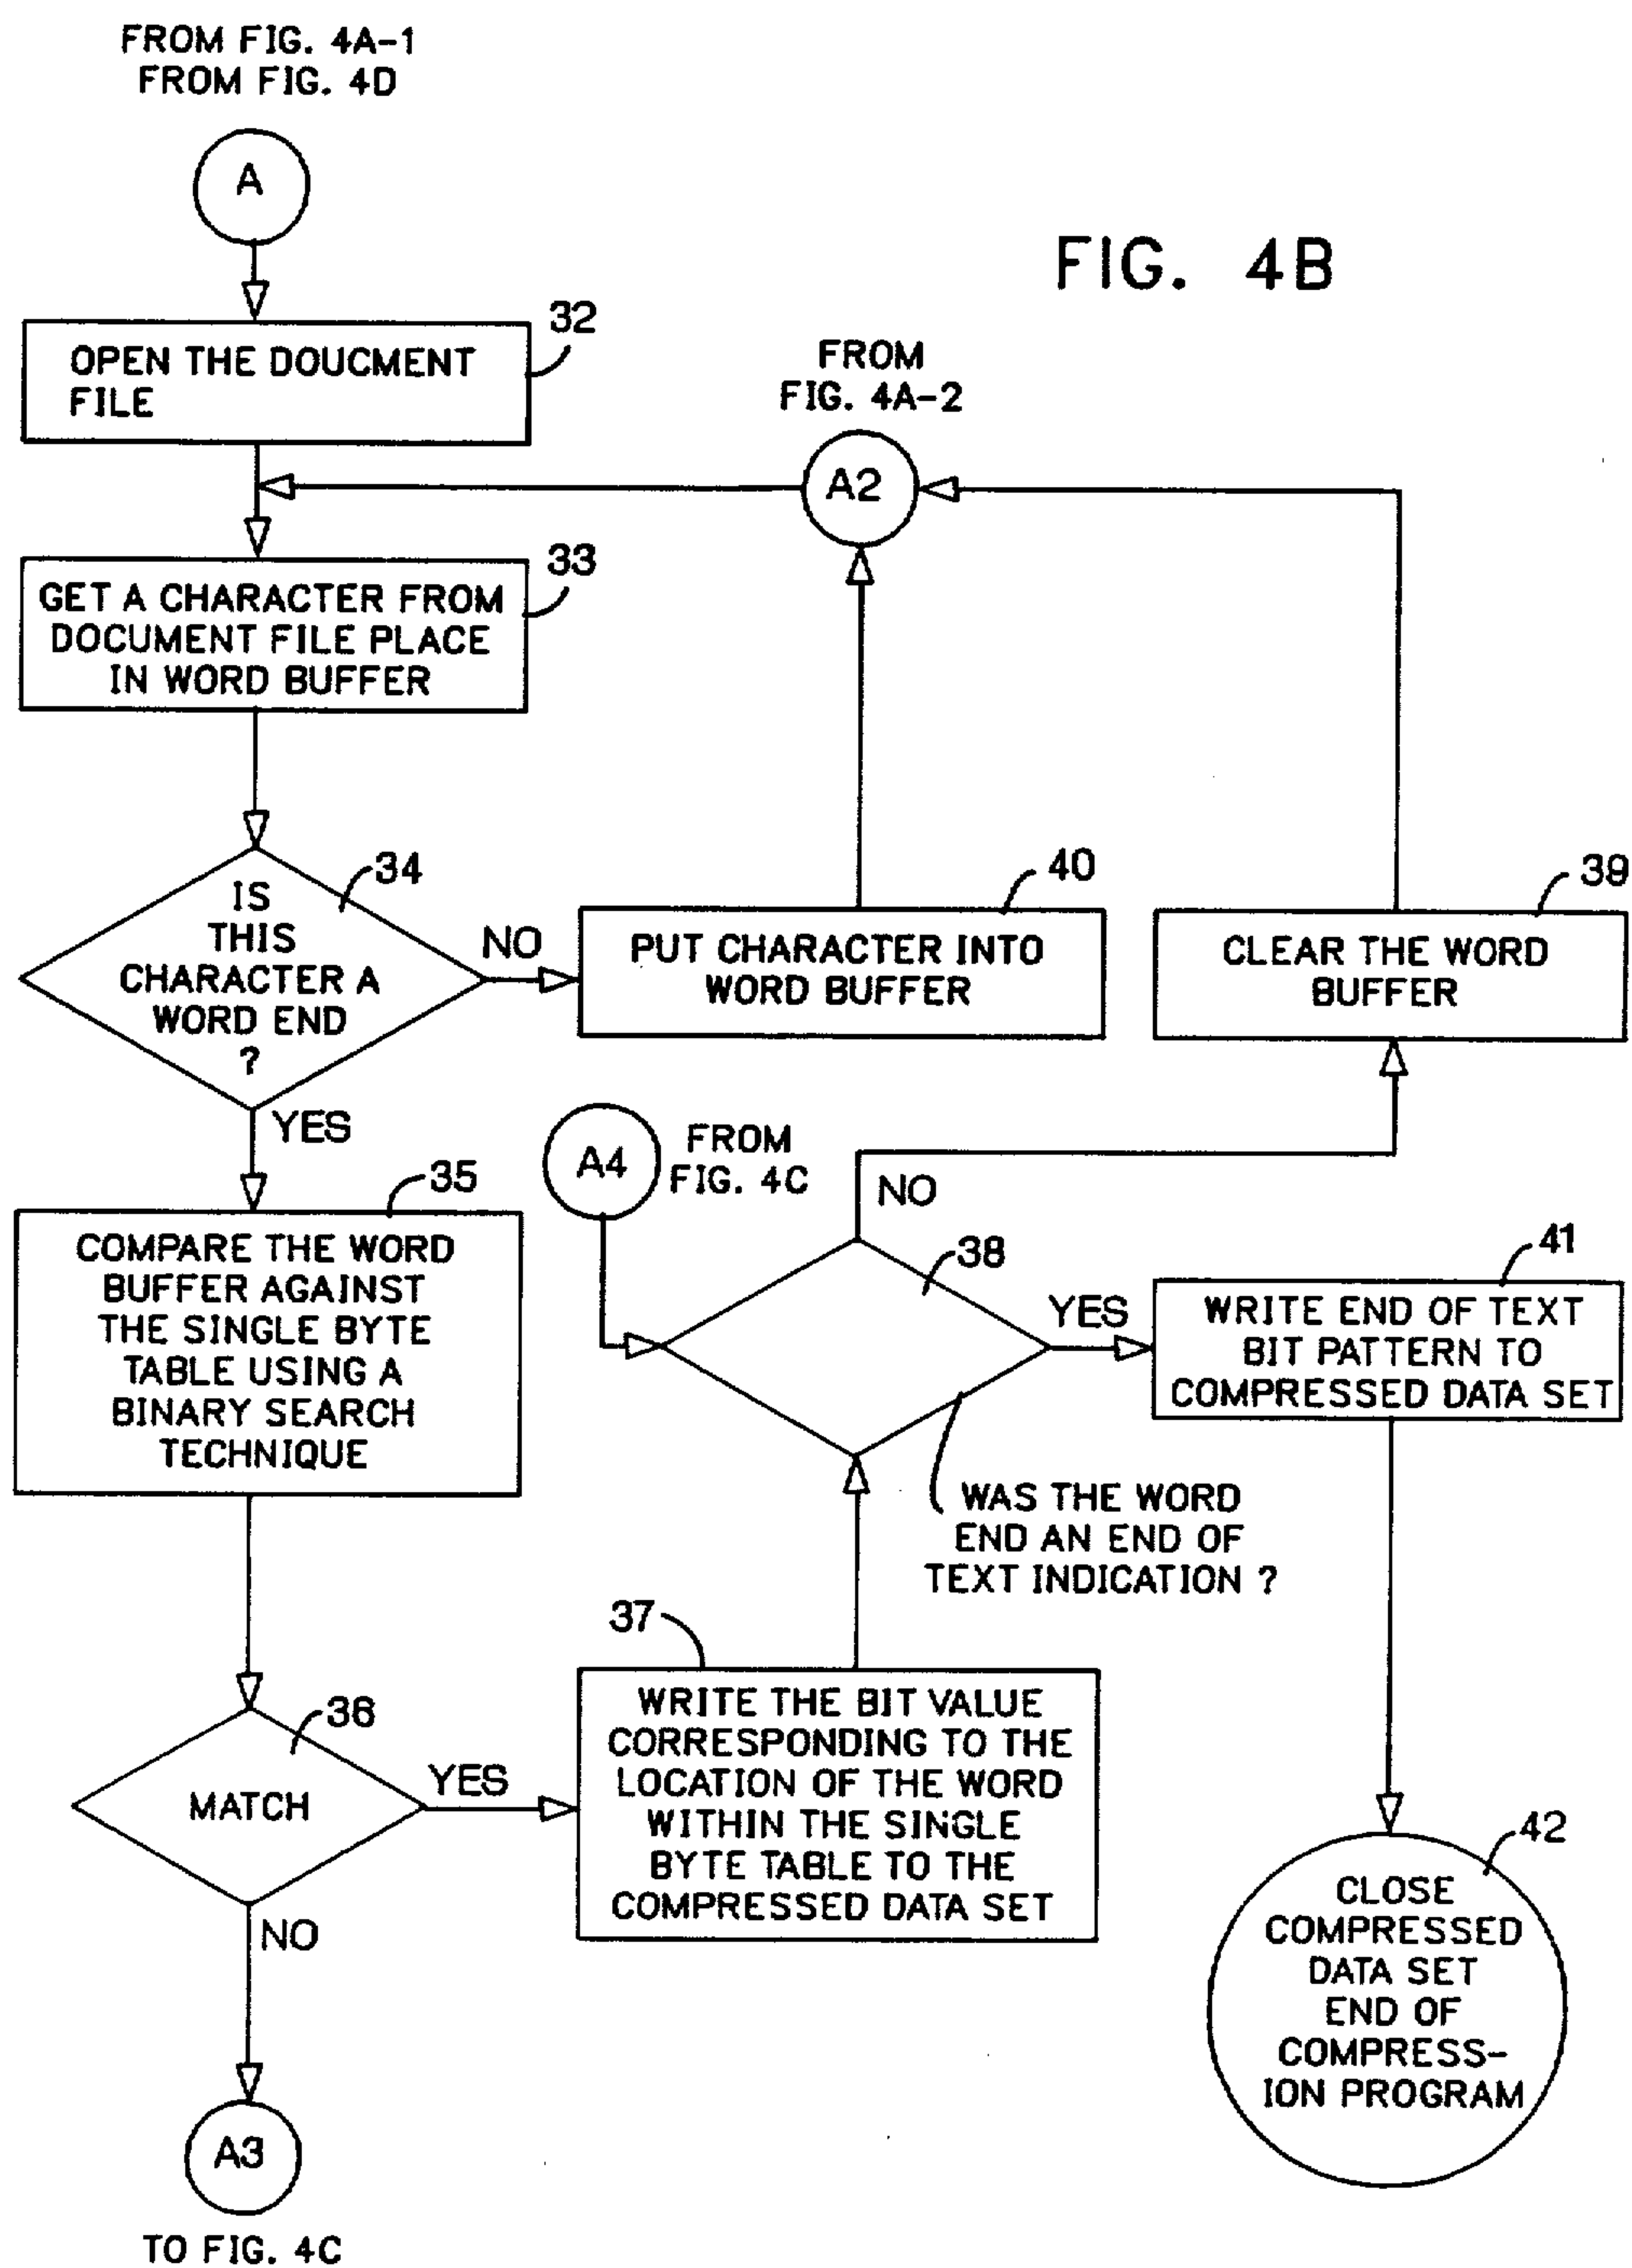 FROM FIG. 4A-1
FROM FIG. 4D
A
FIG. 4B
32
OPEN THE DOUCMENT
FILE
FROM
FIG. 4A-2
A2
33
GET A CHARACTER FROM
DOCUMENT FILE PLACE
IN WORD BUFFER
34
IS
THIS
CHARACTER A
WORD END
?
NO
YES
40
PUT CHARACTER INTO
WORD BUFFER
39
CLEAR THE WORD
BUFFER
A4
FROM
FIG. 4C
35
COMPARE THE WORD
BUFFER AGAINST
THE SINGLE BYTE
TABLE USING A
BINARY SEARCH
TECHNIQUE
NO
38
YES
WAS THE WORD
END AN END OF
TEXT INDICATION ?
41
WRITE END OF TEXT
BIT PATTERN TO
COMPRESSED DATA SET
36
MATCH
YES
NO
37
WRITE THE BIT VALUE
CORRESPONDING TO THE
LOCATION OF THE WORD
WITHIN THE SINGLE
BYTE TABLE TO THE
COMPRESSED DATA SET
42
CLOSE
COMPRESSED
DATA SET
END OF
COMPRESS-
ION PROGRAM
A3
TO FIG. 4C